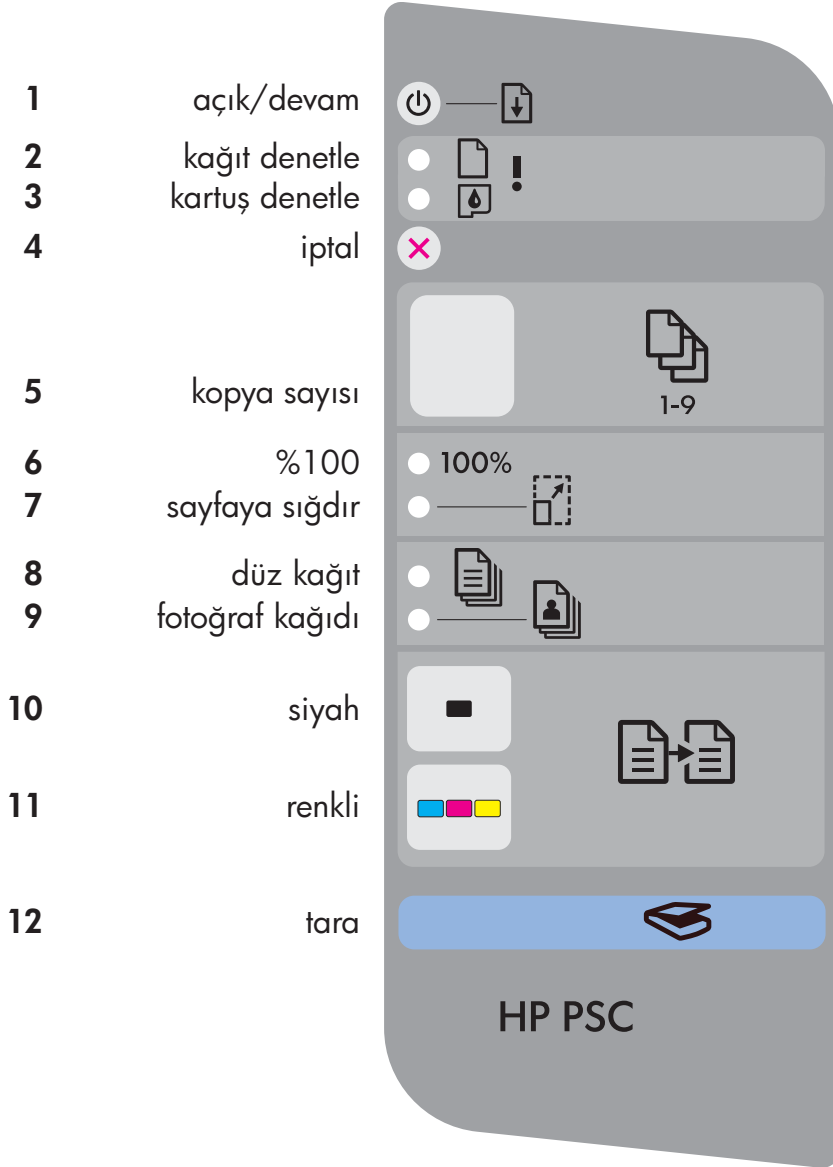 1 açık/devam
2 kağıt denetle
3 kartuş denetle
!
4 iptal
5 kopya sayısı
1-9
6 %100 100%
7 sayfaya sığdır
8 düz kağıt
9 fotoğraf kağıdı
10 siyah
11 renkli
12 tara
HP PSC